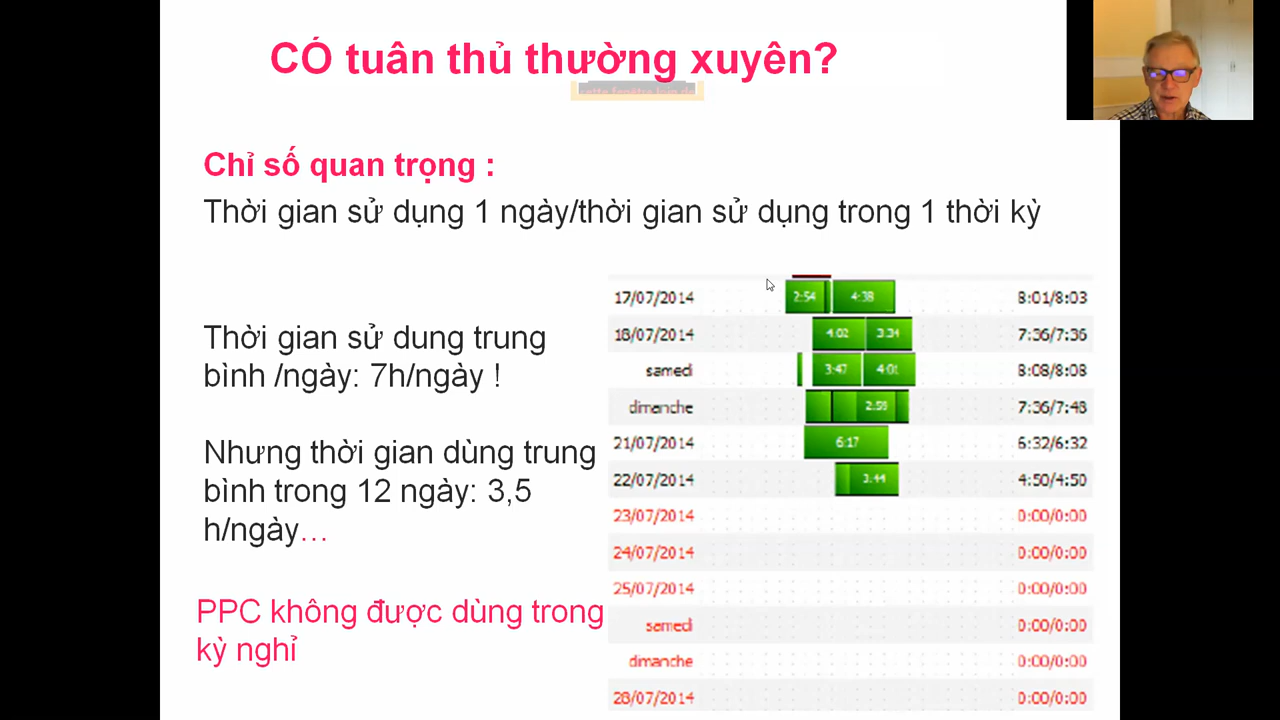 CÓ tuân thủ thường xuyên?
cette fenêtre lors de
Chỉ số quan trọng :
Thời gian sử dụng 1 ngày/thời gian sử dụng trong 1 thời kỳ
Thời gian sử dung trung
bình /ngày: 7h/ngày !
Nhưng thời gian dùng trung
bình trong 12 ngày: 3,5
h/ngày…
PPC không được dùng trong
kỳ nghỉ
17/07/2014 2:54 4:38 8:01/8:03
18/07/2014 4:02 3:34 7:36/7:36
samedi 3:47 4:01 8:08/8:08
dimanche 2:59 7:36/7:48
21/07/2014 6:17 6:32/6:32
22/07/2014 3:44 4:50/4:50
23/07/2014 0:00/0:00
24/07/2014 0:00/0:00
25/07/2014 0:00/0:00
samedi 0:00/0:00
dimanche 0:00/0:00
28/07/2014 0:00/0:00